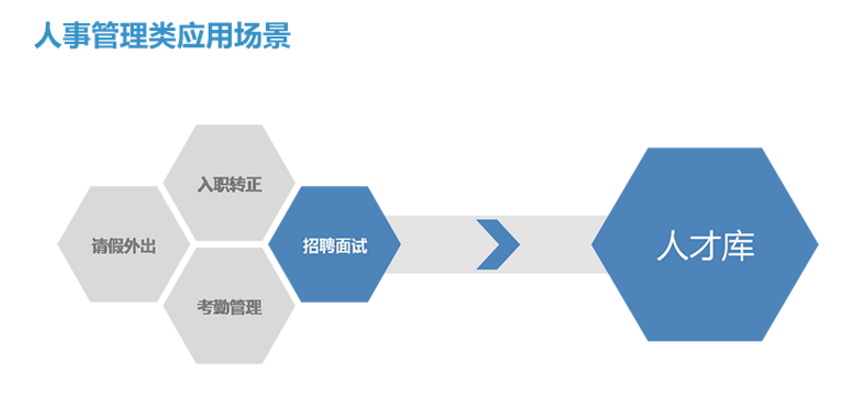 人事管理类应用场景
入职转正
请假外出
招聘面试
考勤管理
人才库